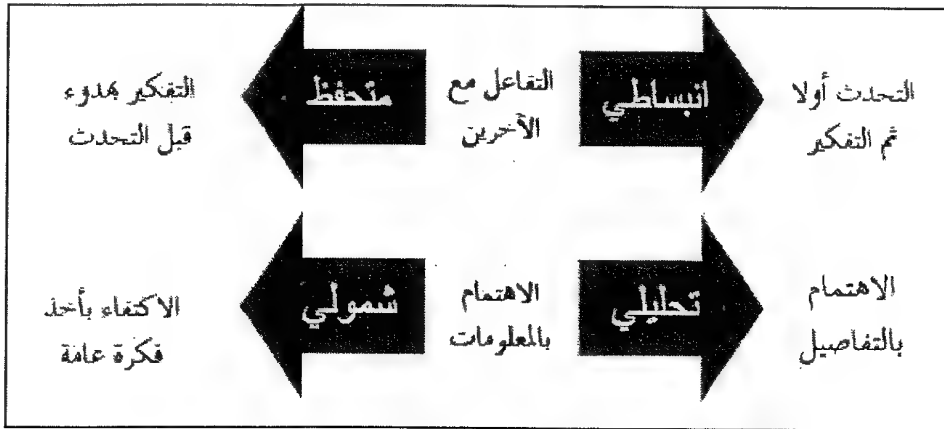 التحدث أولا
ثم التفكير
انبساطي
التفاعل مع
الآخرين
متحفظ
التفكير بهدوء
قبل التحدث
الاهتمام
بالتفاصيل
تحليلي
الاهتمام
بالمعلومات
شمولي
الاكتفاء بأخذ
فكرة عامة